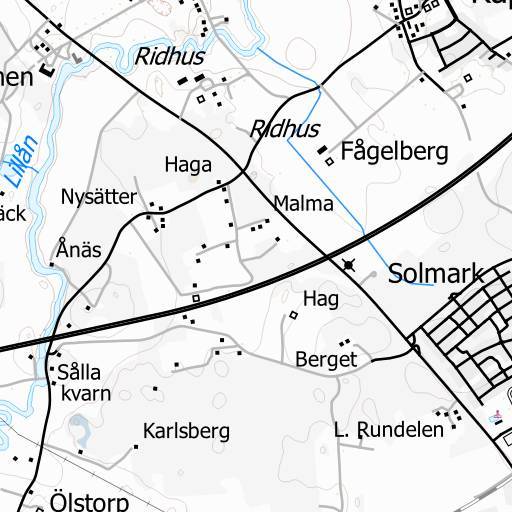 Ridhus
Lillån
Ridhus
Fågelberg
Haga
Nysätter
Malma
Ånäs
Solmark
Hag
Berget
Sålla
kvarn
Karlsberg
L. Rundelen
Ölstorp